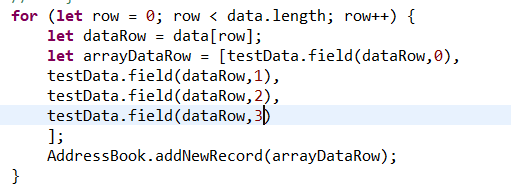 for (let row = 0; row < data.length; row++) {
let dataRow = data[row];
let arrayDataRow = [testData.field(dataRow,0),
testData.field(dataRow,1),
testData.field(dataRow,2),
testData.field(dataRow,3)
];
AddressBook.addNewRecord(arrayDataRow);
}